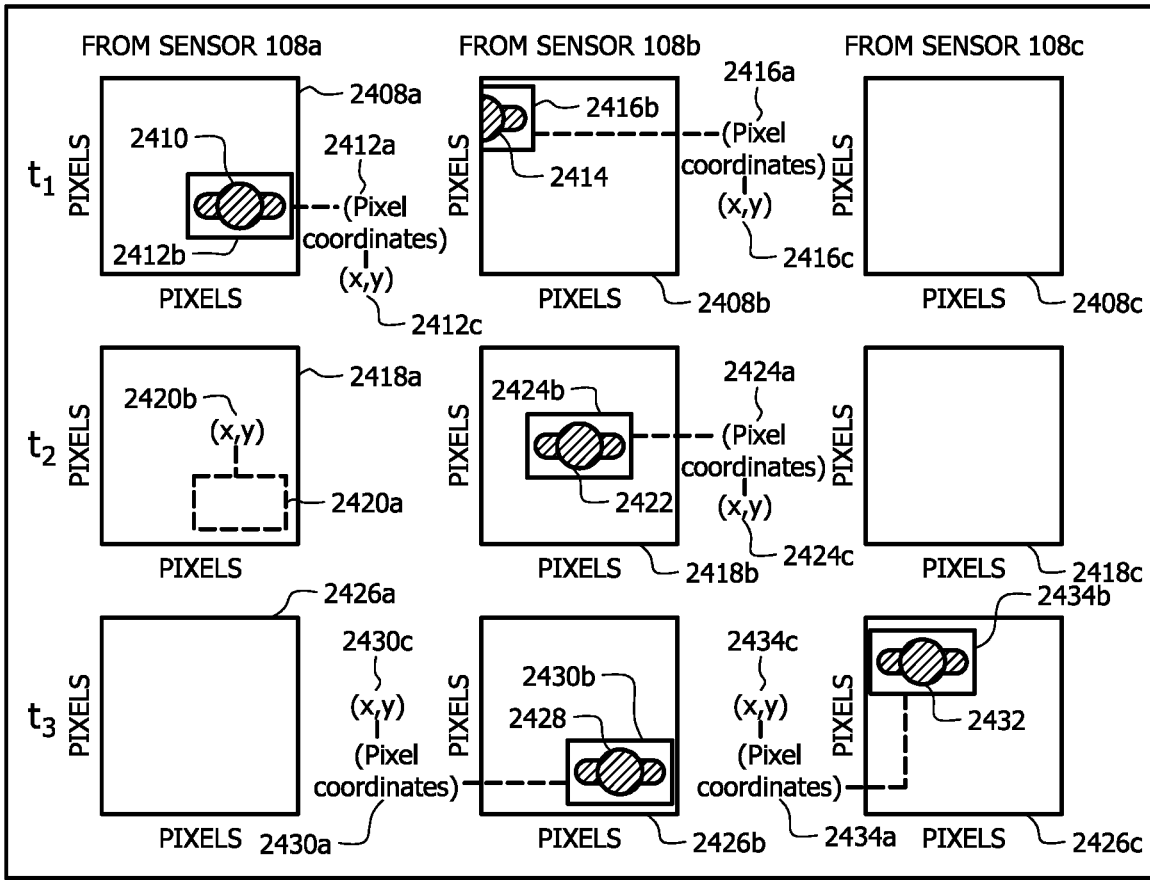 FROM SENSOR 108a
FROM SENSOR 108b
FROM SENSOR 108c
t1
PIXELS
2408a
2410
2412a
(Pixel
coordinates)
(x,y)
2412b
2412c
PIXELS
PIXELS
2416a
2416b
(Pixel
coordinates)
(x,y)
2414
2416c
PIXELS
2408b
PIXELS
PIXELS
2408c
t2
PIXELS
2418a
2420b
(x,y)
2420a
PIXELS
PIXELS
2424a
2424b
(Pixel
coordinates)
(x,y)
2422
2424c
PIXELS
2418b
PIXELS
PIXELS
2418c
t3
PIXELS
2426a
PIXELS
2430c
(x,y)
(Pixel
coordinates)
2430a
PIXELS
2430b
2428
PIXELS
2426b
2434c
(x,y)
(Pixel
coordinates)
2434a
PIXELS
2434b
2432
PIXELS
2426c